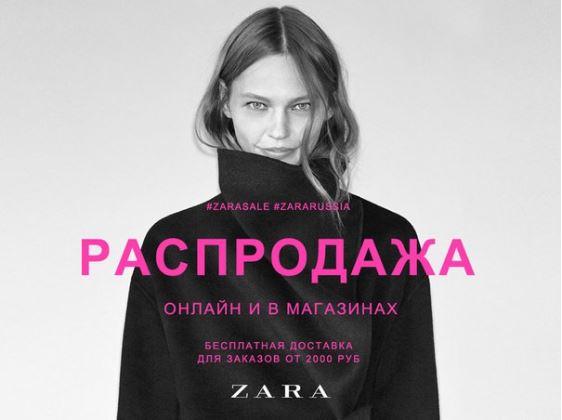 #ZARASALE #ZARARUSSIA
РАСПРОДАЖА
ОНЛАЙН И В МАГАЗИНАХ
БЕСПЛАТНАЯ ДОСТАВКА
ДЛЯ ЗАКАЗОВ ОТ 2000 РУБ
ZARA